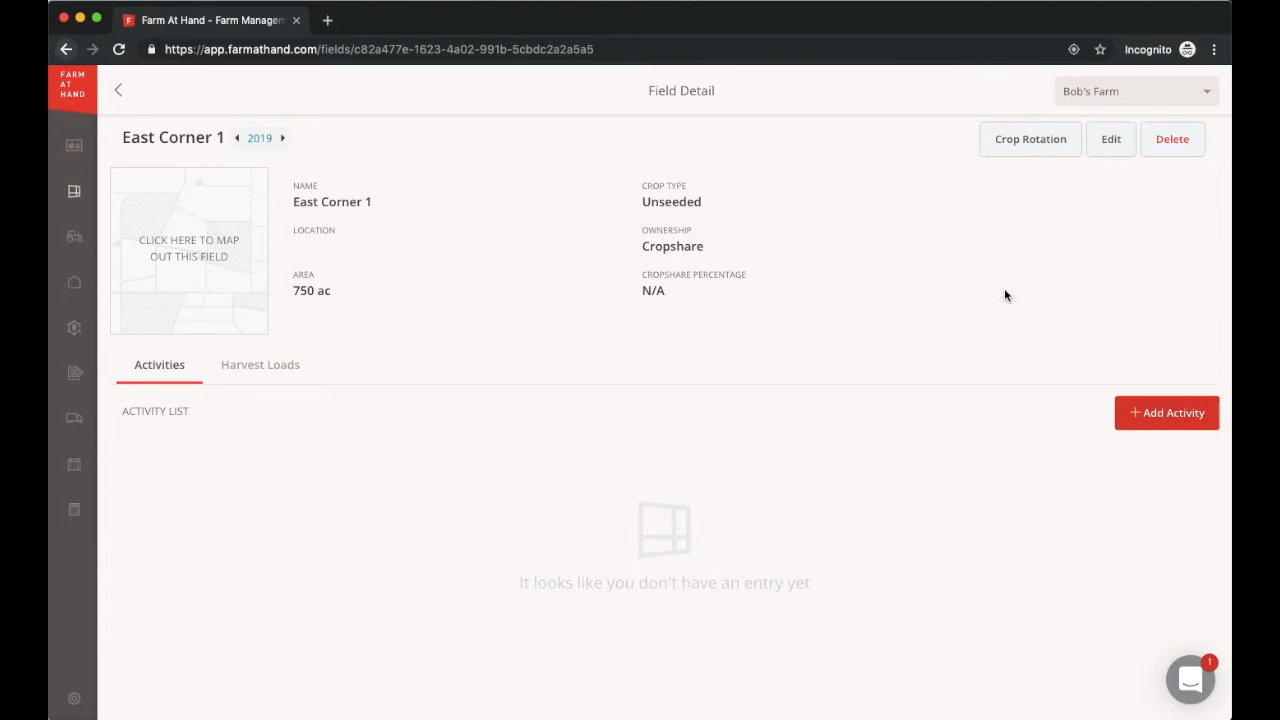 Farm At Hand - Farm Managem
https://app.farmathand.com/fields/c82a477e-1623-4a02-991b-5cbdc2a2a5a5
Incognito
FARM
AT
HAND
Field Detail
Bob's Farm
East Corner 1
2019
Crop Rotation
Edit
Delete
CLICK HERE TO MAP
OUT THIS FIELD
NAME
East Corner 1
LOCATION
AREA
750 ac
CROP TYPE
Unseeded
OWNERSHIP
Cropshare
CROPSHARE PERCENTAGE
N/A
Activities
Harvest Loads
ACTIVITY LIST
+ Add Activity
It looks like you don't have an entry yet
1